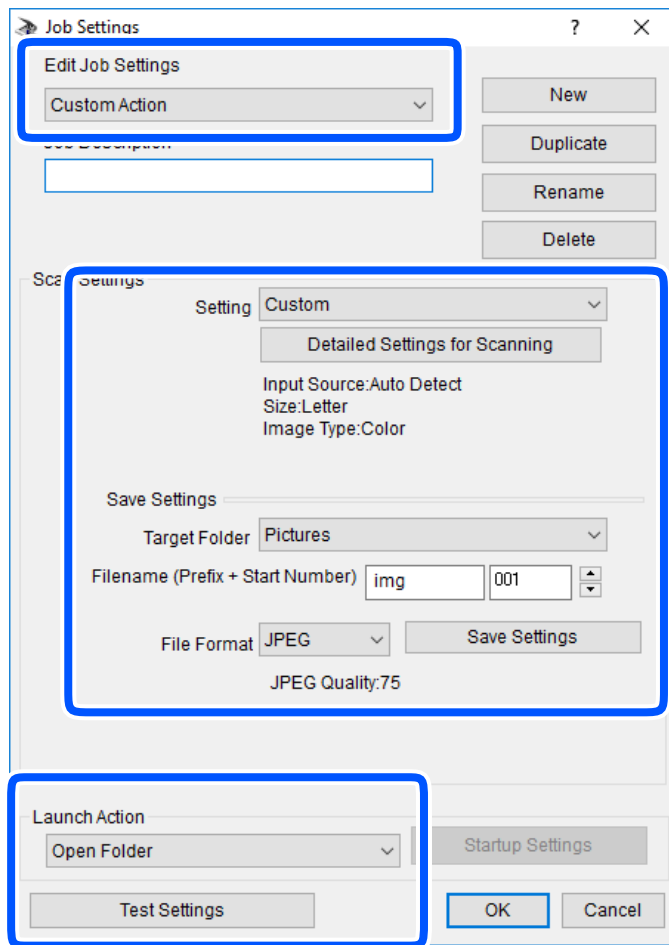 Job Settings
? ×
Edit Job Settings
Custom Action
New
Duplicate
Rename
Delete
Scan Settings
Setting Custom
Detailed Settings for Scanning
Input Source:Auto Detect
Size:Letter
Image Type:Color
Save Settings
Target Folder Pictures
Filename (Prefix + Start Number) img 001
File Format JPEG Save Settings
JPEG Quality:75
Launch Action
Open Folder Startup Settings
Test Settings OK Cancel